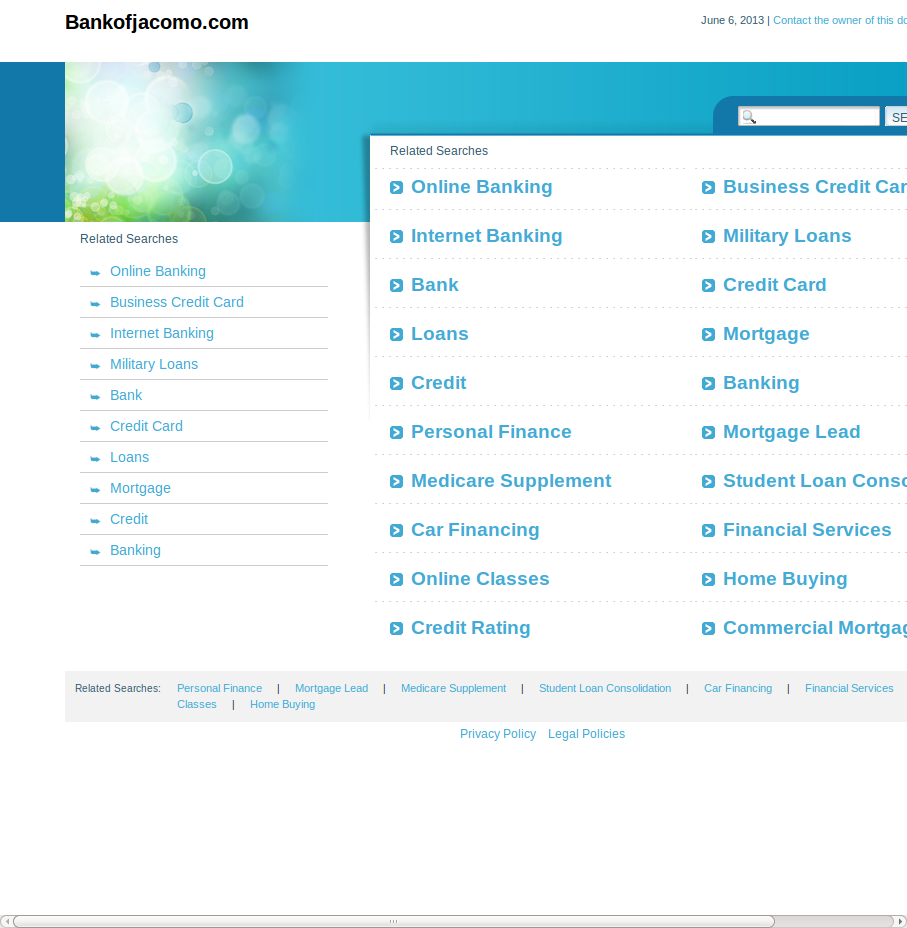 Bankofjacomo.com
June 6, 2013 | Contact the owner of this do
SE
Related Searches
Online Banking
Business Credit Car
Internet Banking
Military Loans
Bank
Credit Card
Loans
Mortgage
Credit
Banking
Personal Finance
Mortgage Lead
Medicare Supplement
Student Loan Conso
Car Financing
Financial Services
Online Classes
Home Buying
Credit Rating
Commercial Mortgag
Related Searches
Online Banking
Business Credit Card
Internet Banking
Military Loans
Bank
Credit Card
Loans
Mortgage
Credit
Banking
Related Searches: Personal Finance | Mortgage Lead | Medicare Supplement | Student Loan Consolidation | Car Financing | Financial Services
Classes | Home Buying
Privacy Policy Legal Policies